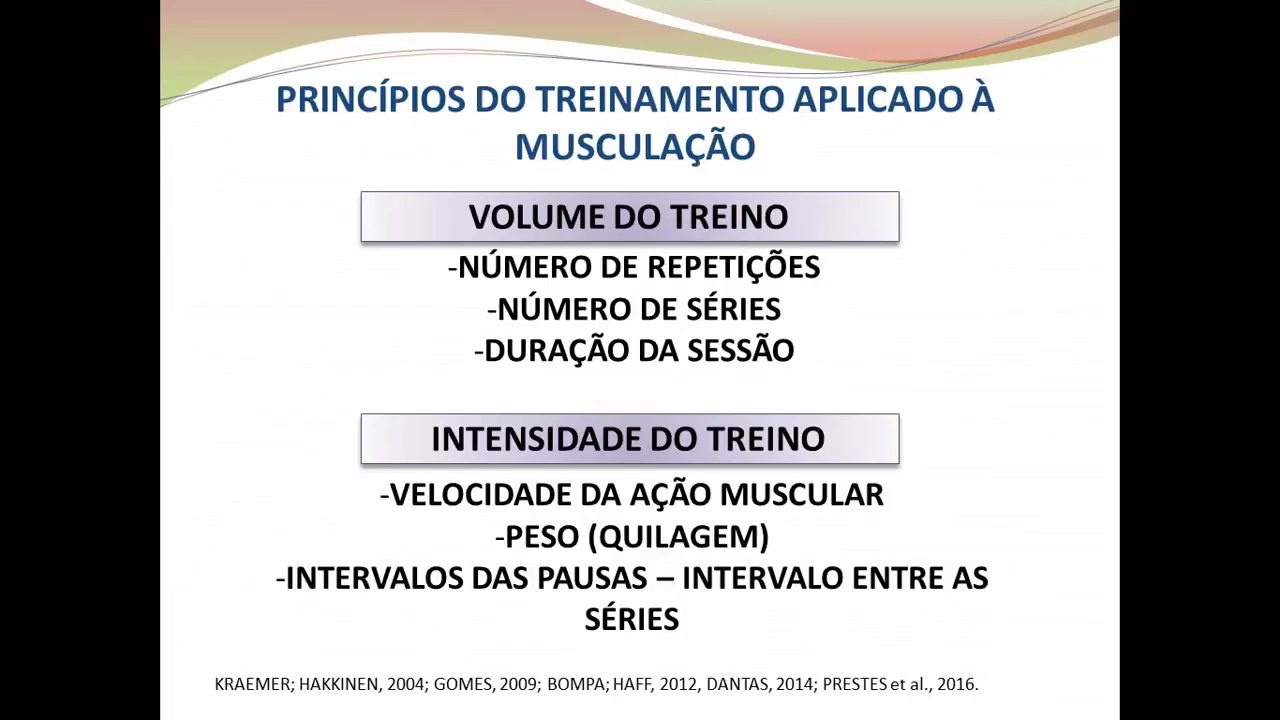 PRINCÍPIOS DO TREINAMENTO APLICADO À
MUSCULAÇÃO
VOLUME DO TREINO
-NÚMERO DE REPETIÇÕES
-NÚMERO DE SÉRIES
-DURAÇÃO DA SESSÃO
INTENSIDADE DO TREINO
-VELOCIDADE DA AÇÃO MUSCULAR
-PESO (QUILAGEM)
-INTERVALOS DAS PAUSAS – INTERVALO ENTRE AS
SÉRIES
KRAEMER; HAKKINEN, 2004; GOMES, 2009; BOMPA; HAFF, 2012, DANTAS, 2014; PRESTES et al., 2016.